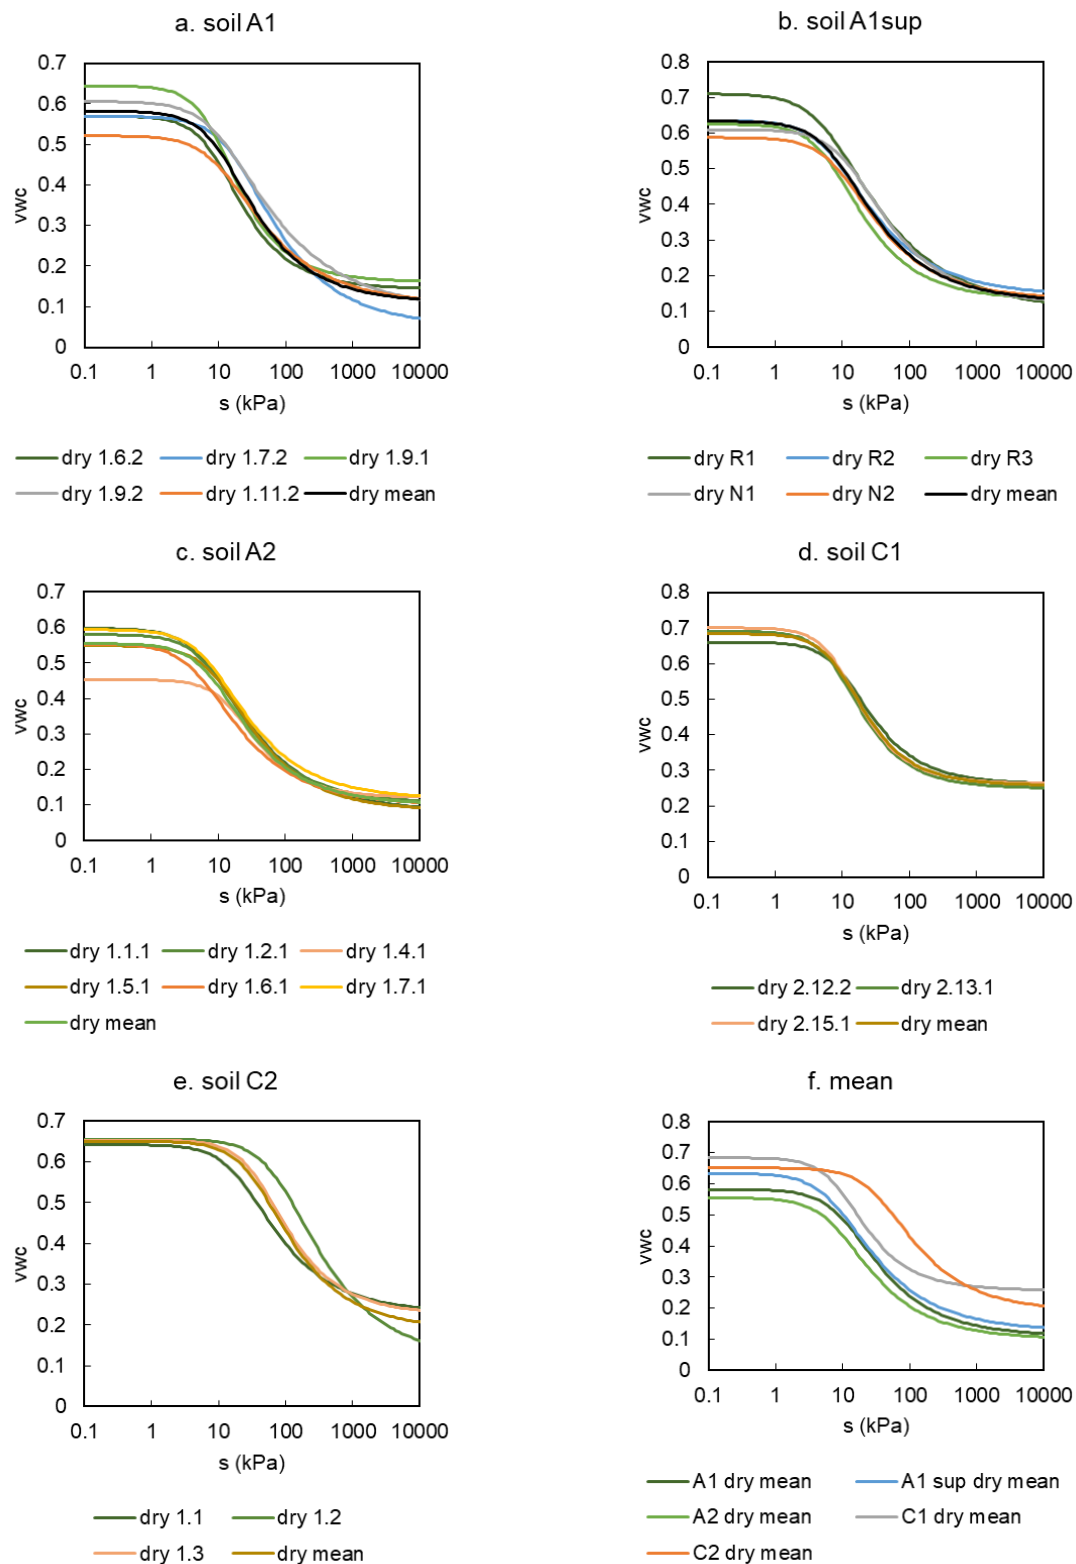 a. soil A1
0.7
0.6
0.5
0.4
0.3
0.2
0.1
0
vwc
0.1 1 10 100 1000 10000
s (kPa)
dry 1.6.2 dry 1.7.2 dry 1.9.1
dry 1.9.2 dry 1.11.2 dry mean
b. soil A1sup
0.8
0.7
0.6
0.5
0.4
0.3
0.2
0.1
0
vwc
0.1 1 10 100 1000 10000
s (kPa)
dry R1 dry R2 dry R3
dry N1 dry N2 dry mean
c. soil A2
0.7
0.6
0.5
0.4
0.3
0.2
0.1
0
vwc
0.1 1 10 100 1000 10000
s (kPa)
dry 1.1.1 dry 1.2.1 dry 1.4.1
dry 1.5.1 dry 1.6.1 dry 1.7.1
dry mean
d. soil C1
0.8
0.7
0.6
0.5
0.4
0.3
0.2
0.1
0
vwc
0.1 1 10 100 1000 10000
s (kPa)
dry 2.12.2 dry 2.13.1
dry 2.15.1 dry mean
e. soil C2
0.7
0.6
0.5
0.4
0.3
0.2
0.1
0
vwc
0.1 1 10 100 1000 10000
s (kPa)
dry 1.1 dry 1.2
dry 1.3 dry mean
f. mean
0.8
0.7
0.6
0.5
0.4
0.3
0.2
0.1
0
vwc
0.1 1 10 100 1000 10000
s (kPa)
A1 dry mean A1 sup dry mean
A2 dry mean C1 dry mean
C2 dry mean